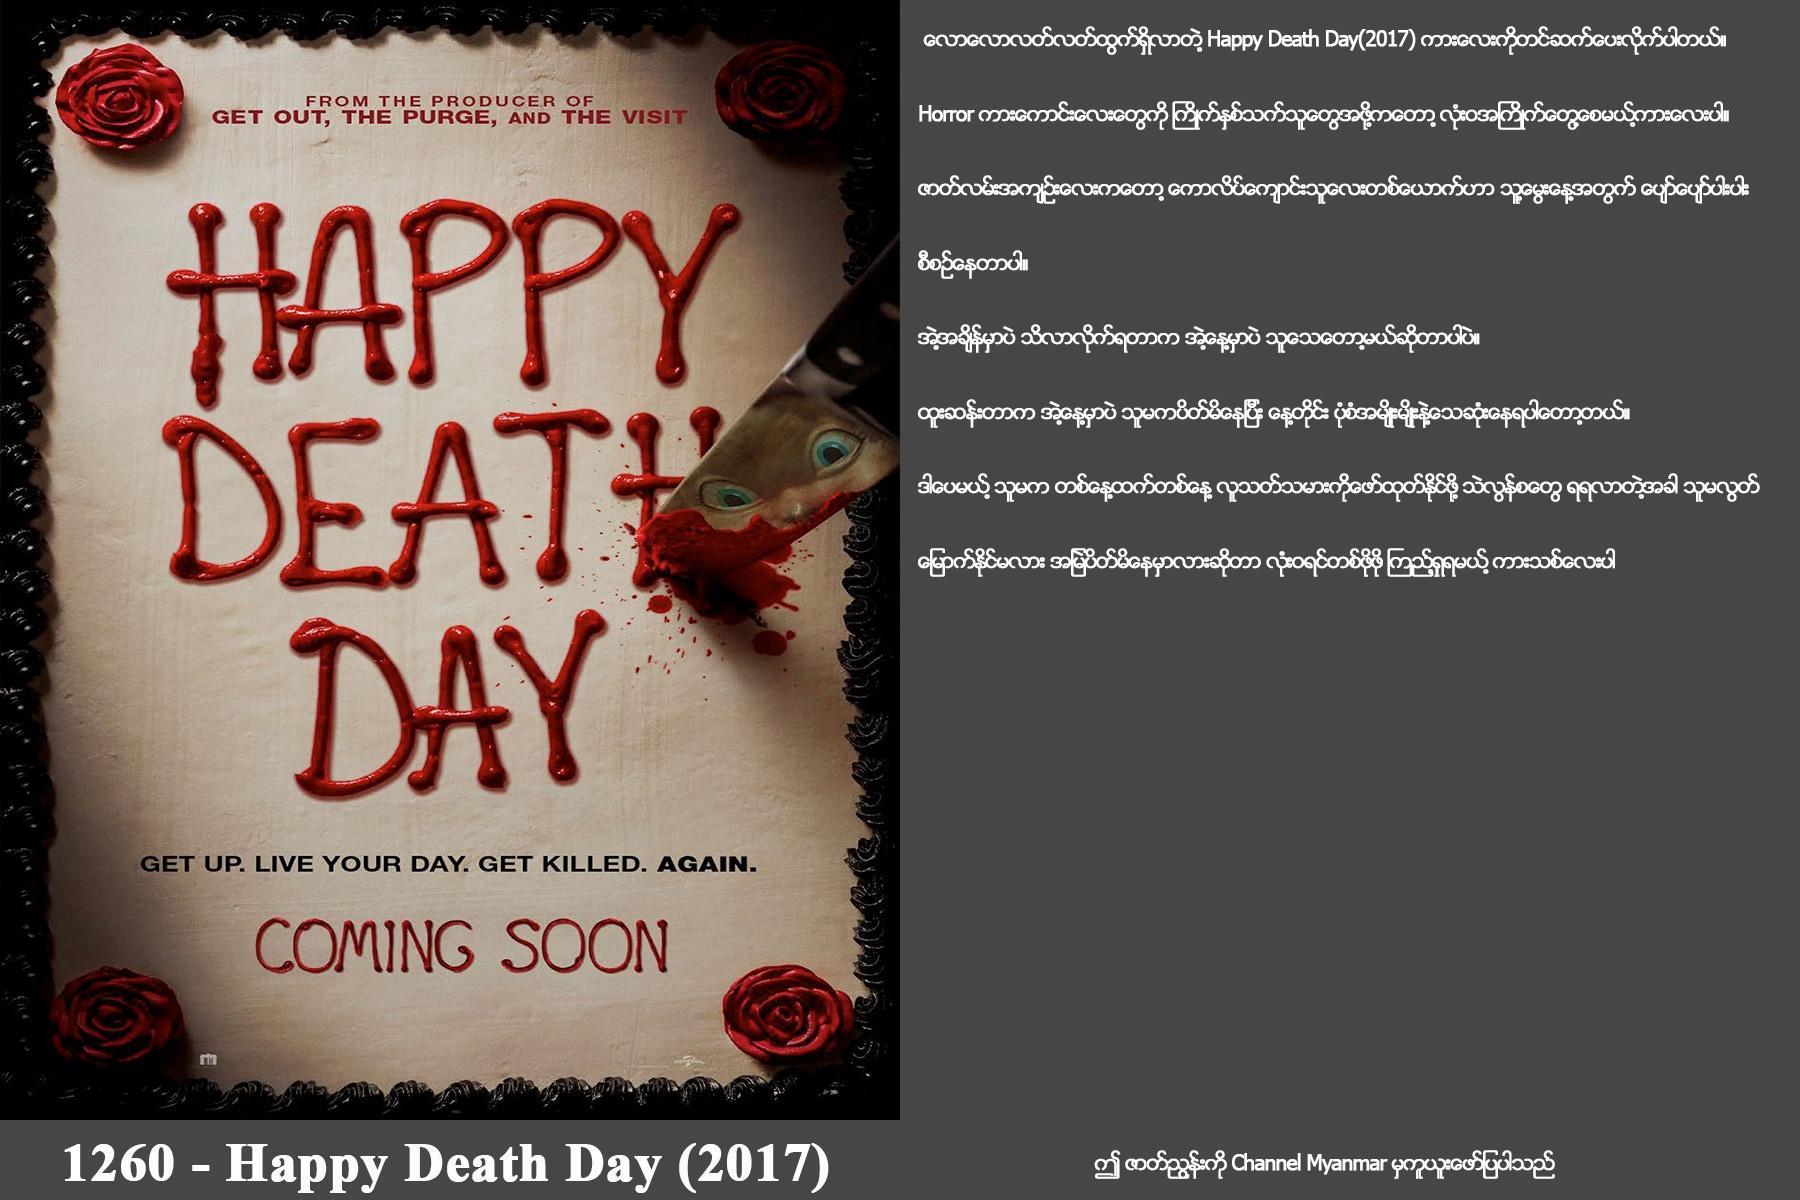 FROM THE PRODUCER OF
GET OUT, THE PURGE, AND THE VISIT
HAPPY
DEATH
DAY
GET UP. LIVE YOUR DAY. GET KILLED. AGAIN.
COMING SOON
1260 - Happy Death Day (2017)
လောလောလတ်လတ်ထွက်ရှိလာတဲ့ Happy Death Day(2017) ကားလေးကိုတင်ဆက်ပေးလိုက်ပါတယ်။
Horror ကားကောင်းလေးတွေကို ကြိုက်နှစ်သက်သူတွေအဖို့ကတော့ လုံးဝအကြိုက်တွေ့စေမယ့်ကားလေးပါ။
ဇာတ်လမ်းအကျဉ်းလေးကတော့ ကောလိပ်ကျောင်းသူလေးတစ်ယောက်ဟာ သူ့မွေးနေ့အတွက် ပျော်ပျော်ပါးပါး
စီစဉ်နေတာပါ။
အဲ့အချိန်မှာပဲ သိလာလိုက်ရတာက အဲ့နေ့မှာပဲ သူသေတော့မယ်ဆိုတာပါပဲ။
ထူးဆန်းတာက အဲ့နေ့မှာပဲ သူမကပိတ်မိနေပြီး နေ့တိုင်း ပုံစံအမျိုးမျိုးနဲ့သေဆုံးနေရပါတော့တယ်။
ဒါပေမယ့် သူမက တစ်နေ့ထက်တစ်နေ့ လူသတ်သမားကိုဖော်ထုတ်နိုင်ဖို့ သဲလွန်စတွေ ရရလာတဲ့အခါ သူမလွတ်
မြောက်နိုင်မလား အမြဲပိတ်မိနေမှာလားဆိုတာ လုံးဝရင်တစ်ဖိုဖို ကြည့်ရှုရမယ့် ကားသစ်လေးပါ
ဤ ဇာတ်ညွှန်းကို Channel Myanmar မှကူယူးဖော်ပြပါသည်